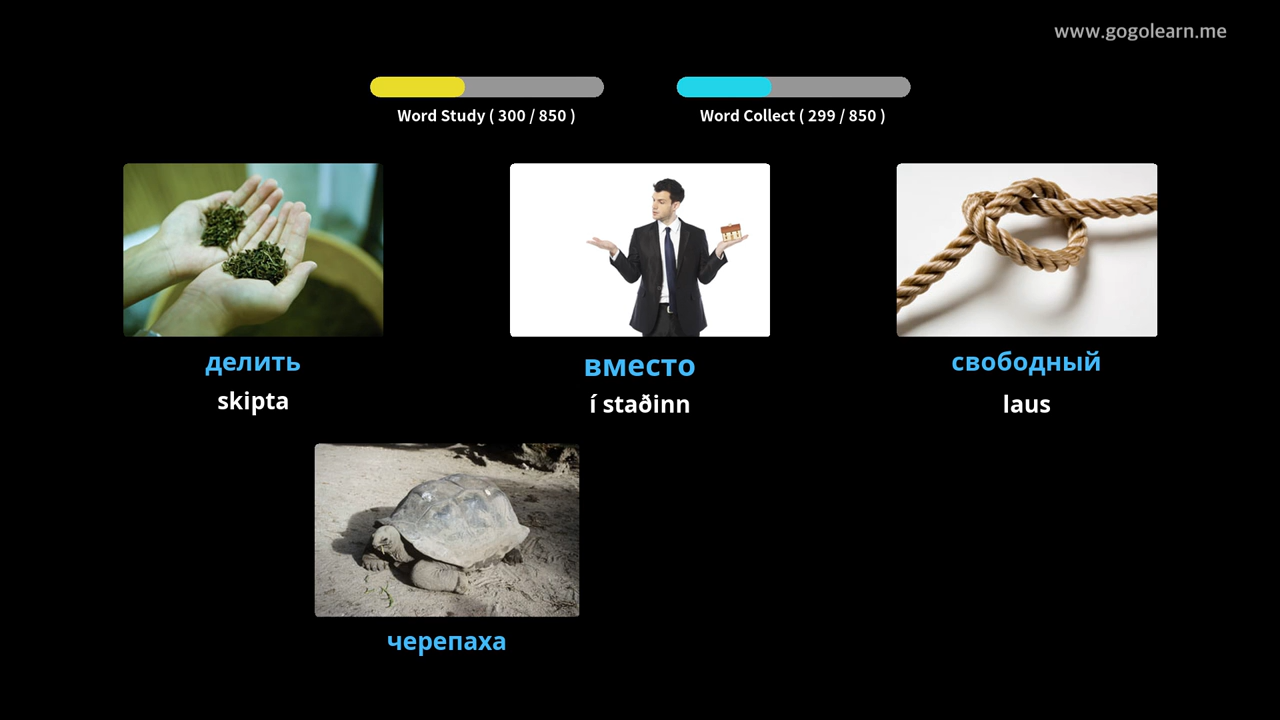 www.gogolearn.me
Word Study ( 300 / 850 )
Word Collect ( 299 / 850 )
делить
вместо
свободный
skipta
í staðinn
laus
черепаха